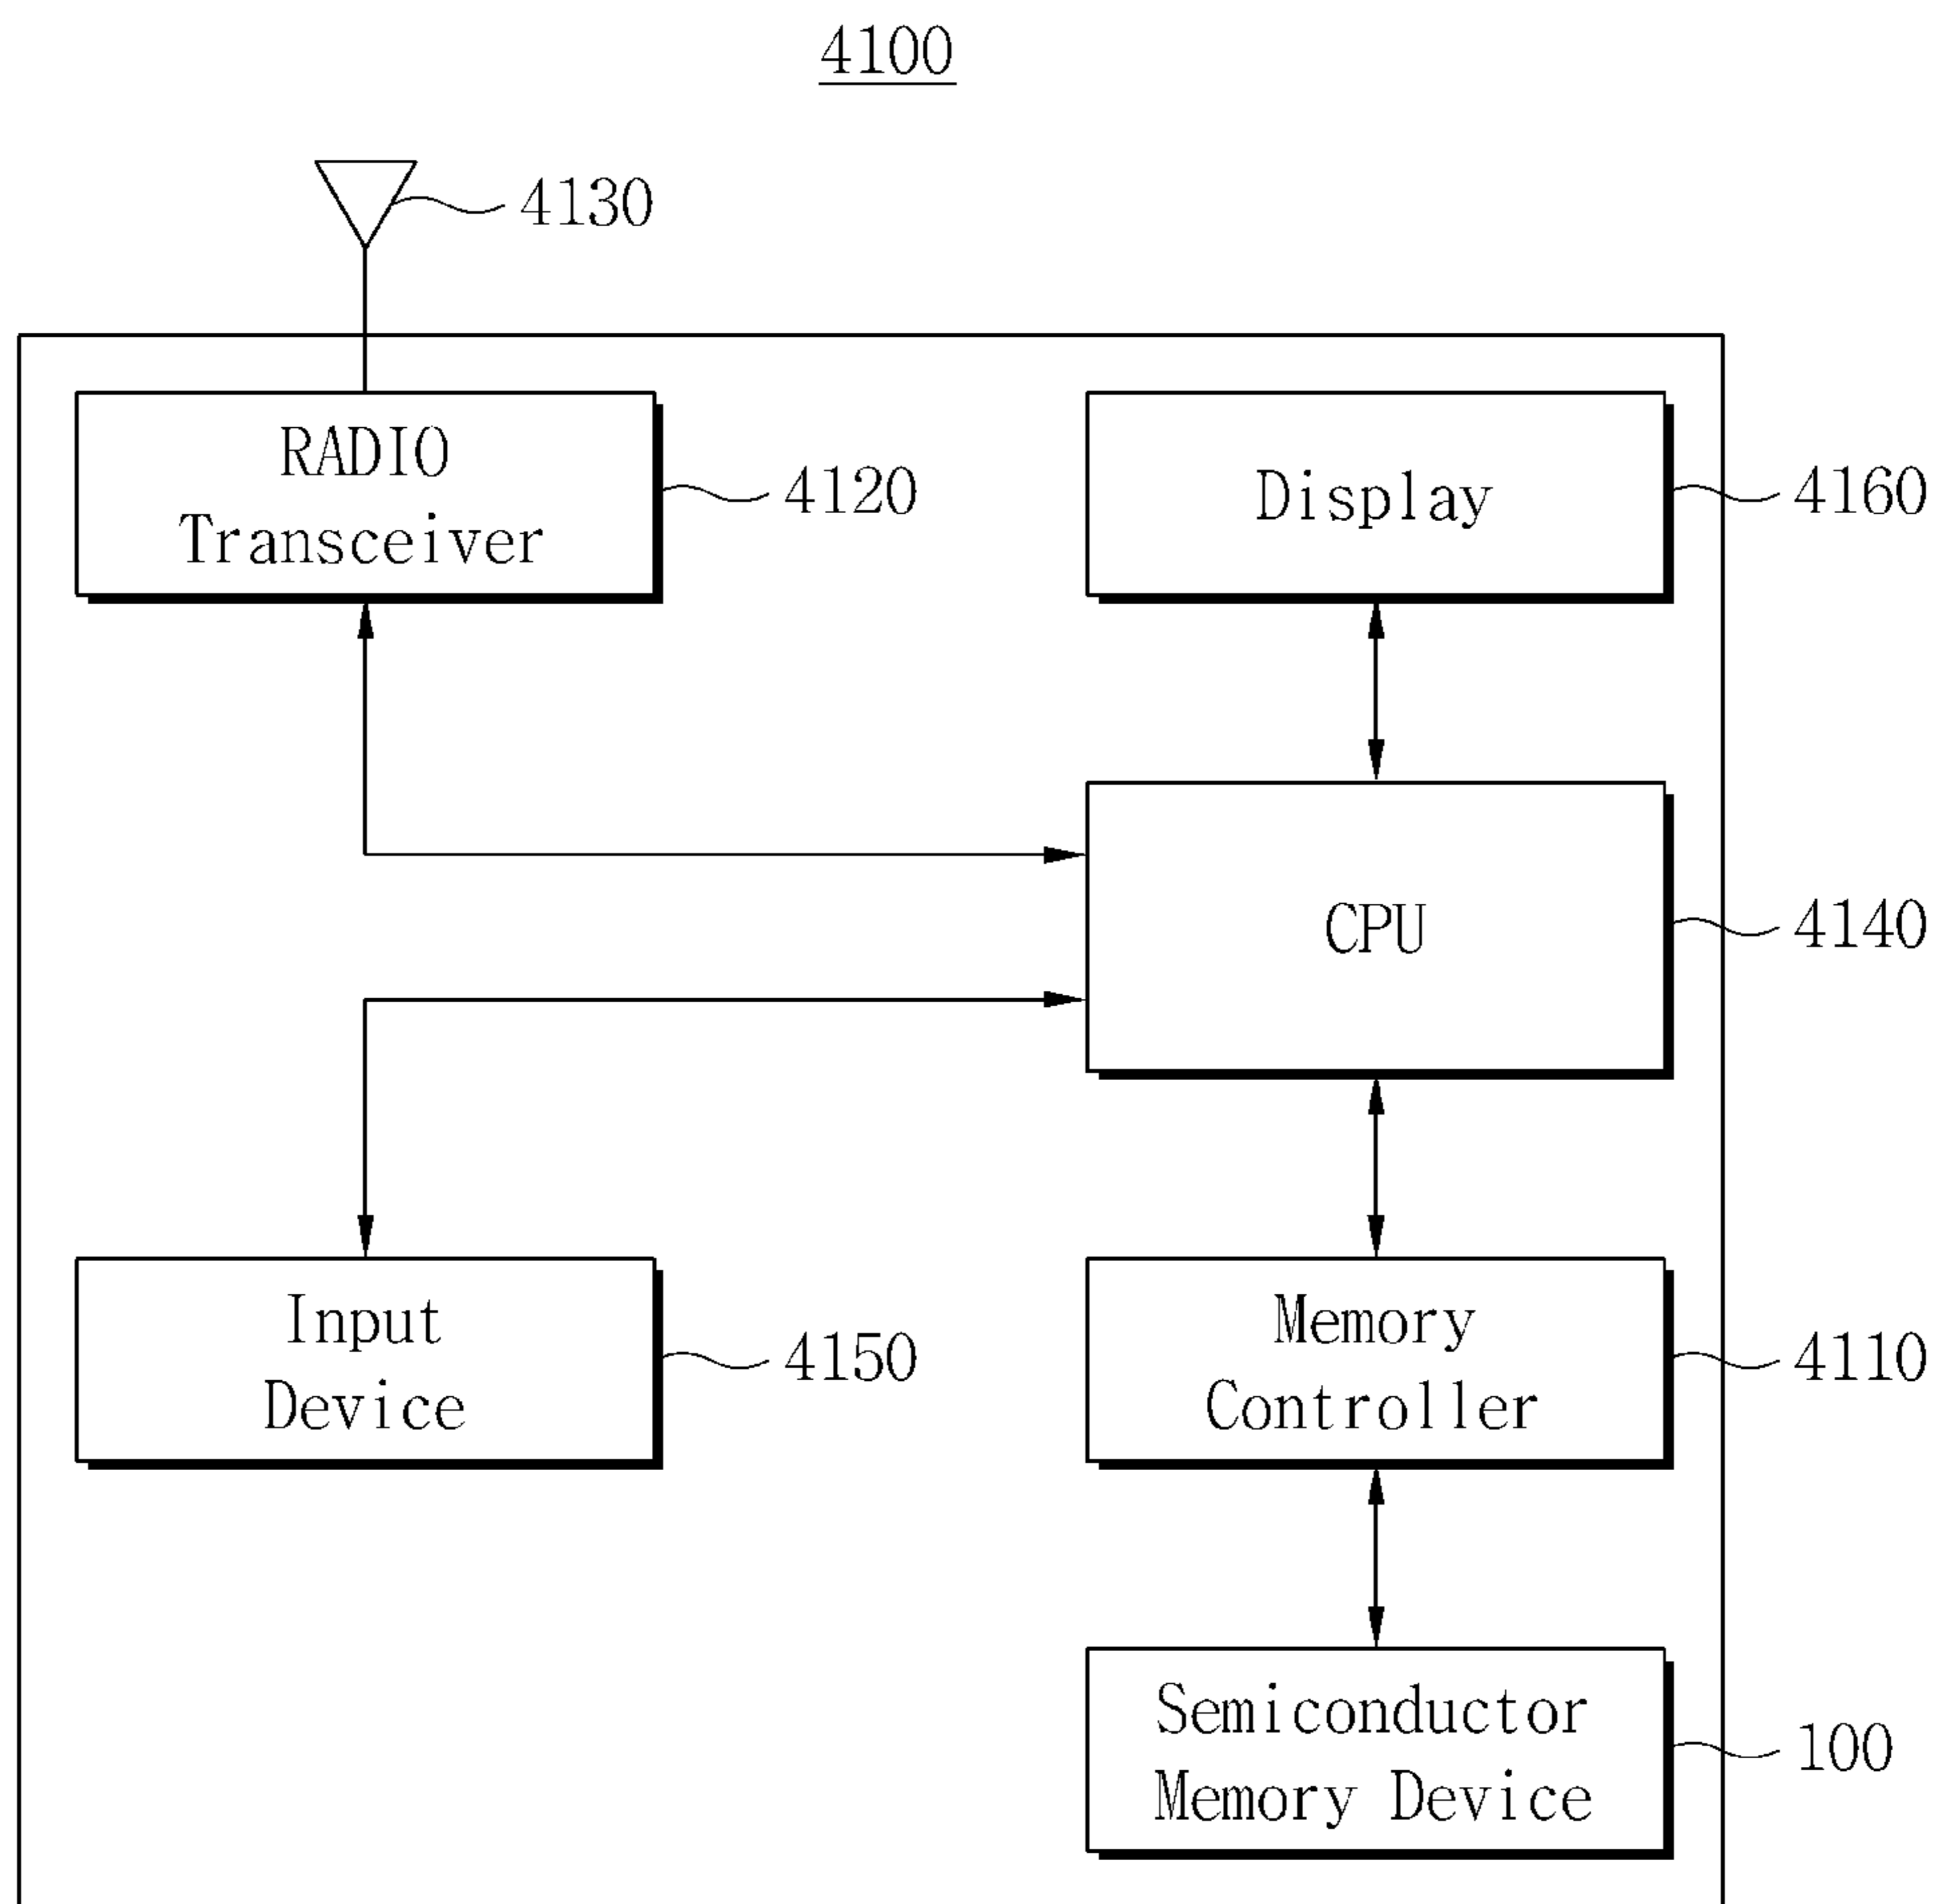 4100
4130
RADIO
Transceiver
4120
Display
4160
CPU
4140
Input
Device
4150
Memory
Controller
4110
Semiconductor
Memory Device
100